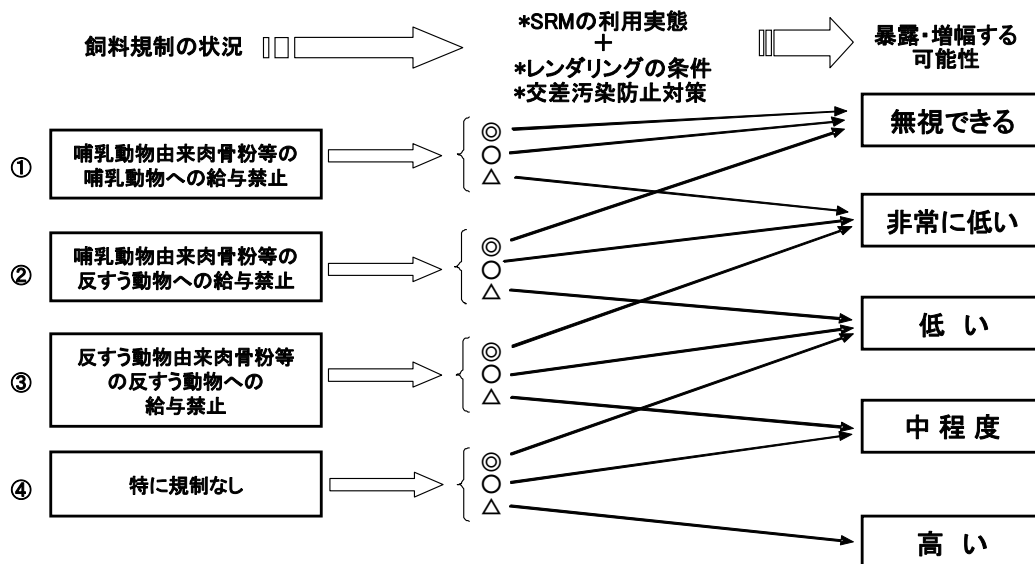 飼料規制の状況
*SRMの利用実態
+
*レンダリングの条件
*交差汚染防止対策
暴露・増幅する
可能性
①
哺乳動物由来肉骨粉等の
哺乳動物への給与禁止
◎
○
△
②
哺乳動物由来肉骨粉等の
反すう動物への給与禁止
◎
○
△
③
反すう動物由来肉骨粉等
の反すう動物への
給与禁止
◎
○
△
④
特に規制なし
◎
○
△
無視できる
非常に低い
低 い
中 程 度
高 い